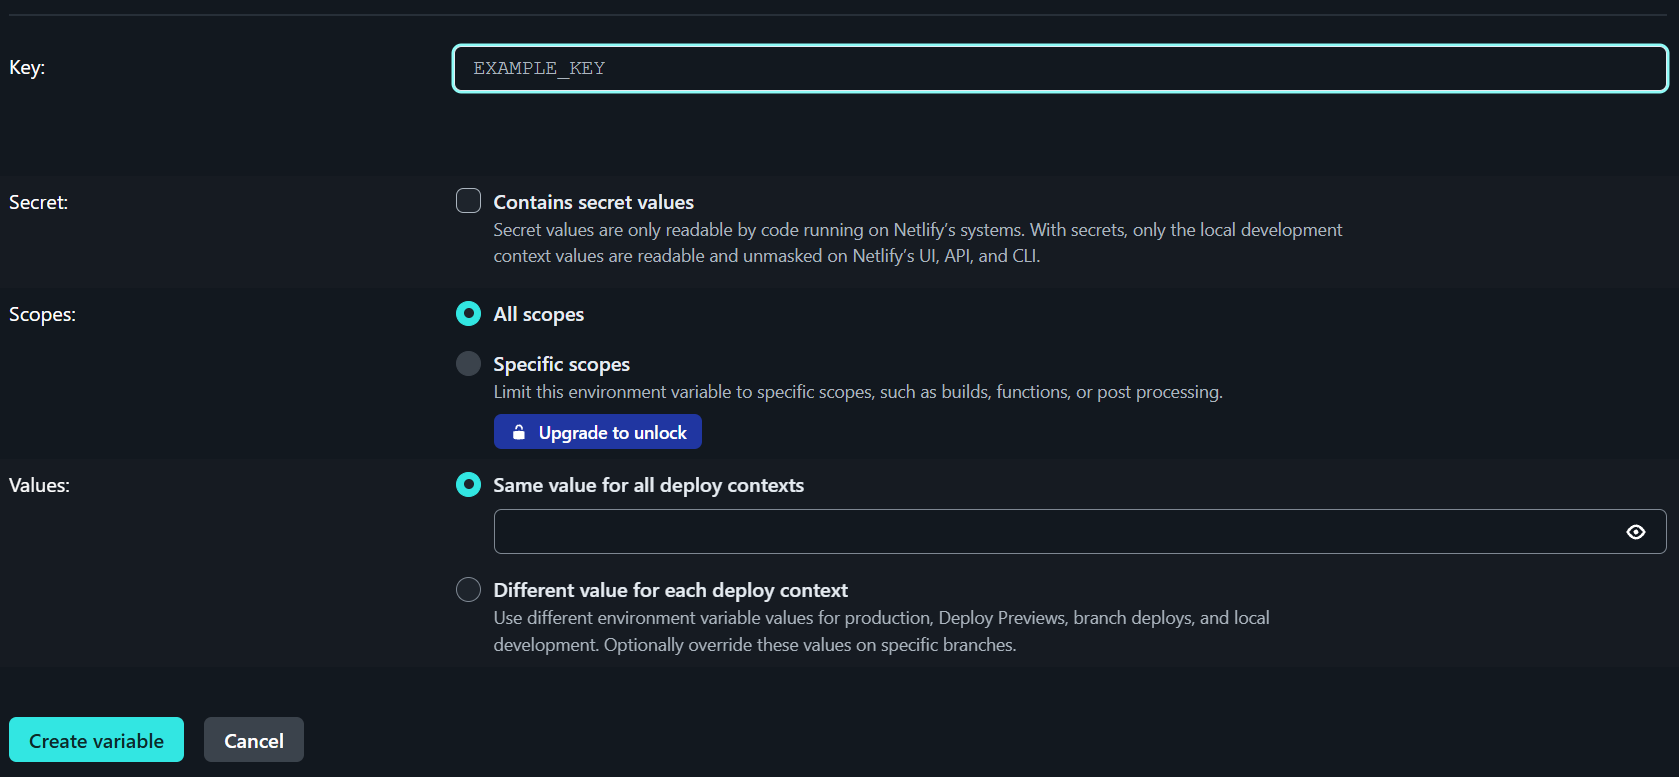 Key:
EXAMPLE_KEY
Secret:
Contains secret values
Secret values are only readable by code running on Netlify’s systems. With secrets, only the local development
context values are readable and unmasked on Netlify’s UI, API, and CLI.
Scopes:
All scopes
Specific scopes
Limit this environment variable to specific scopes, such as builds, functions, or post processing.
Upgrade to unlock
Values:
Same value for all deploy contexts
Different value for each deploy context
Use different environment variable values for production, Deploy Previews, branch deploys, and local
development. Optionally override these values on specific branches.
Create variable
Cancel